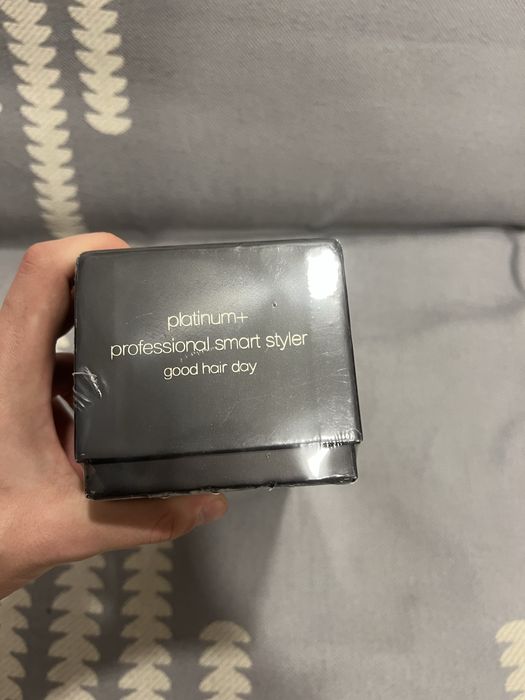 platinum+
professional smart styler
good hair day